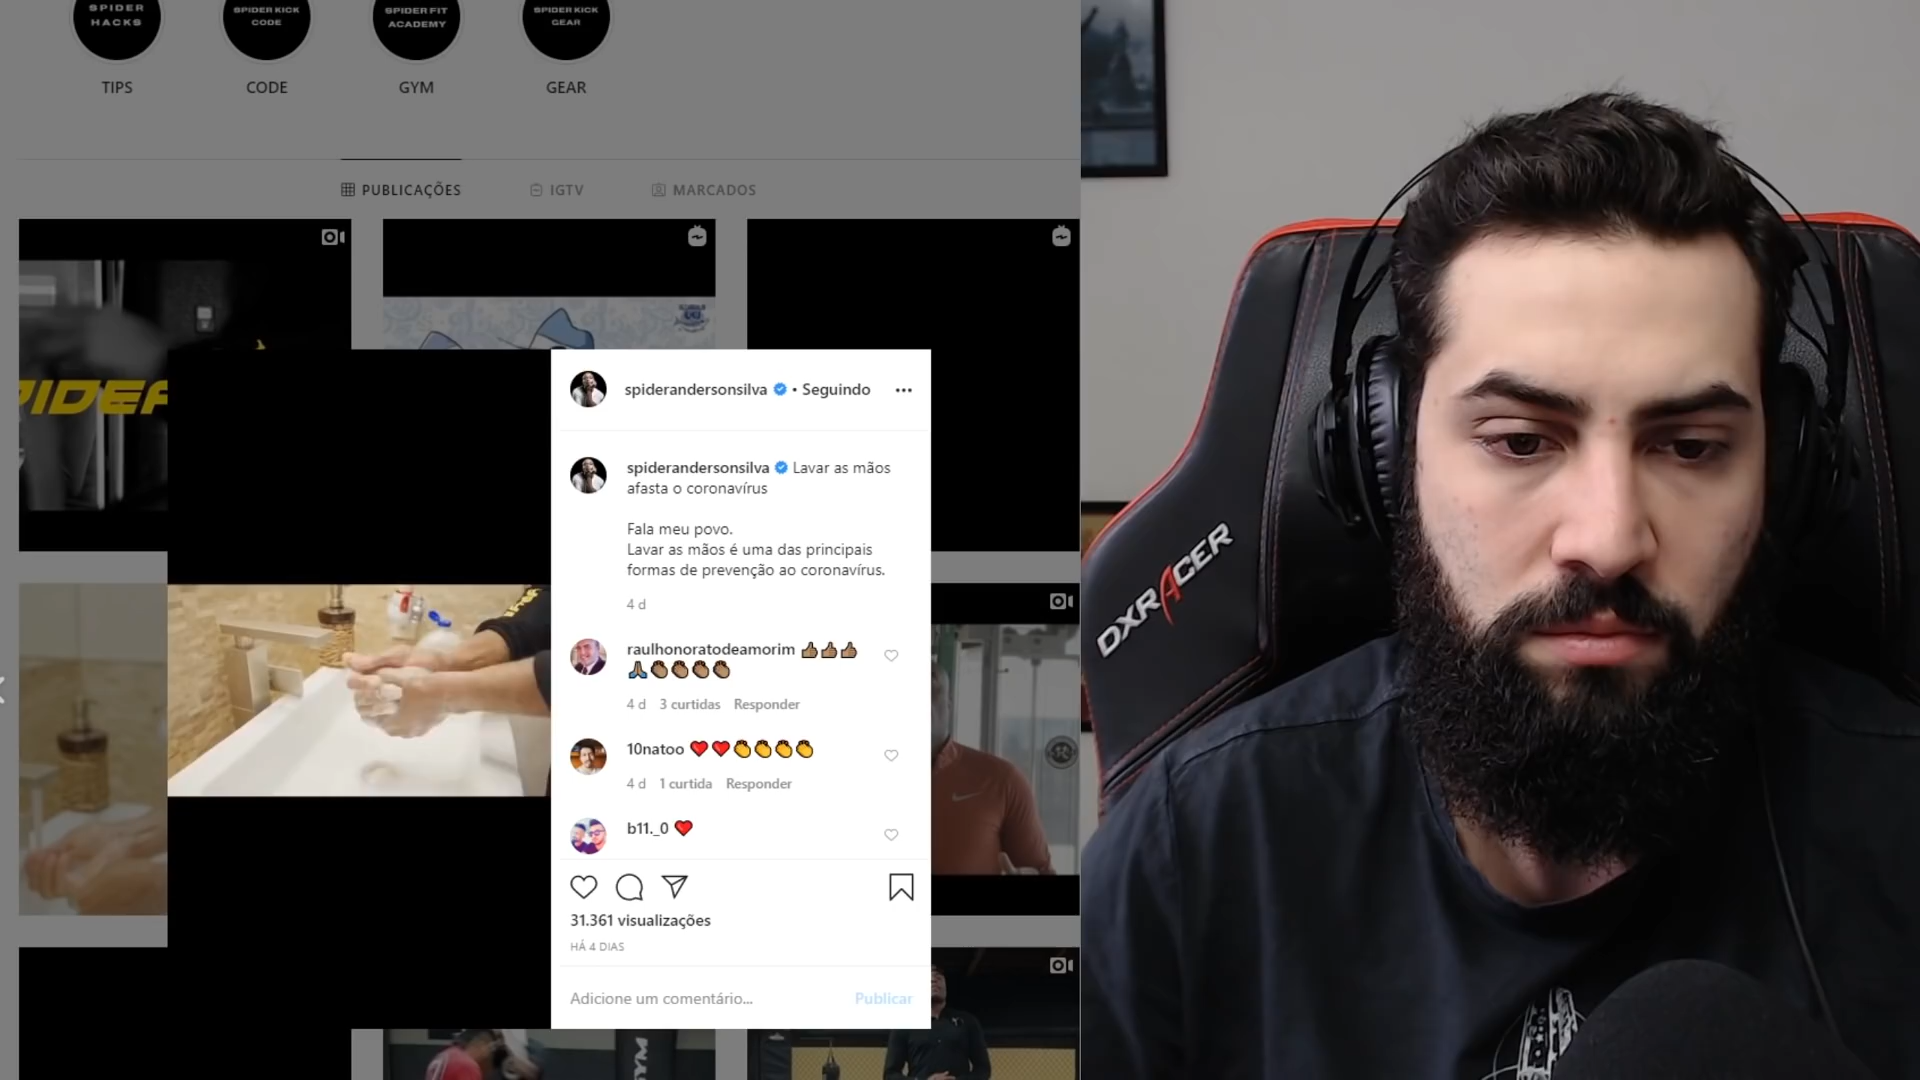 SPIDER
HACKS
SPIDER KICK
CODE
SPIDER FIT
ACADEMY
SPIDER KICK
GEAR
TIPS
CODE
GYM
GEAR
PUBLICAÇÕES
IGTV
MARCADOS
spiderandersonsilva • Seguindo
spiderandersonsilva Lavar as mãos
afasta o coronavírus
Fala meu povo.
Lavar as mãos é uma das principais
formas de prevenção ao coronavírus.
4 d
raulhonoratodeamorim 👍🏽👍🏽👍🏽
🙏🏽👏🏽👏🏽👏🏽👏🏽
4 d 3 curtidas Responder
10natoo ❤️❤️👏👏👏👏
4 d 1 curtida Responder
b11._0 ❤️
31.361 visualizações
HÁ 4 DIAS
Adicione um comentário...
Publicar
GYM
DXRACER